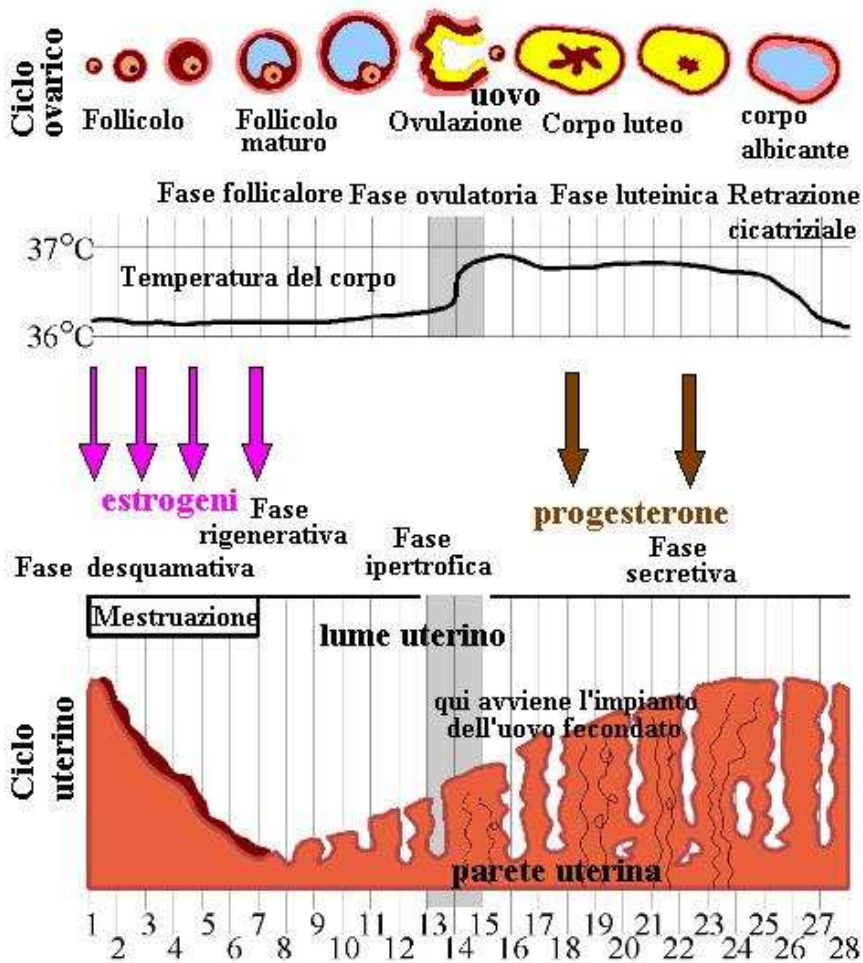 Ciclo
ovarico
uovo
Follicolo
Follicolo
maturo
Ovulazione
Corpo luteo
corpo
albicante
Fase follicalore
Fase ovulatoria
Fase luteinica
Retrazione
cicatriziale
37°C
Temperatura del corpo
36°C
estrogeni
progesterone
Fase
rigenerativa
Fase
ipertrofica
Fase
secretiva
Fase desquamativa
Mestruazione
lume uterino
Ciclo
uterino
qui avviene l'impianto
dell'uovo fecondato
parete uterina
1 3 5 7 9 11 13 15 17 19 21 23 25 27
2 4 6 8 10 12 14 16 18 20 22 24 26 28